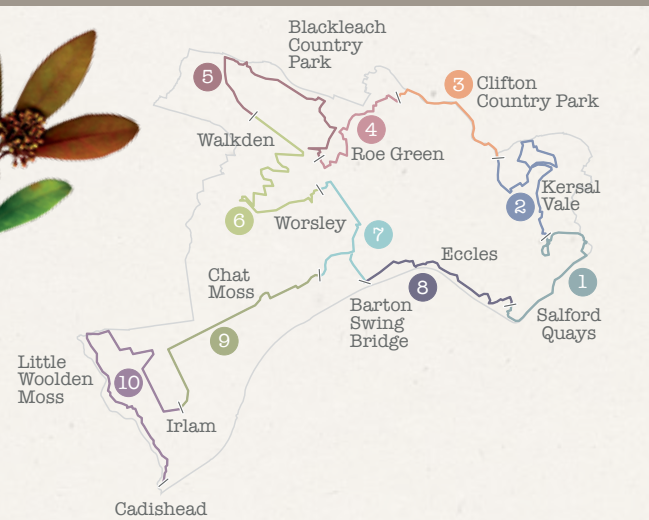 Blackleach
Country
Park
5
3
Clifton
Country Park
Walkden
4
Roe Green
Kersal
Vale
2
6
Worsley
7
Eccles
Chat
Moss
8
1
Barton
Swing
Bridge
Salford
Quays
9
Little
Woolden
Moss
10
Irlam
Cadishead